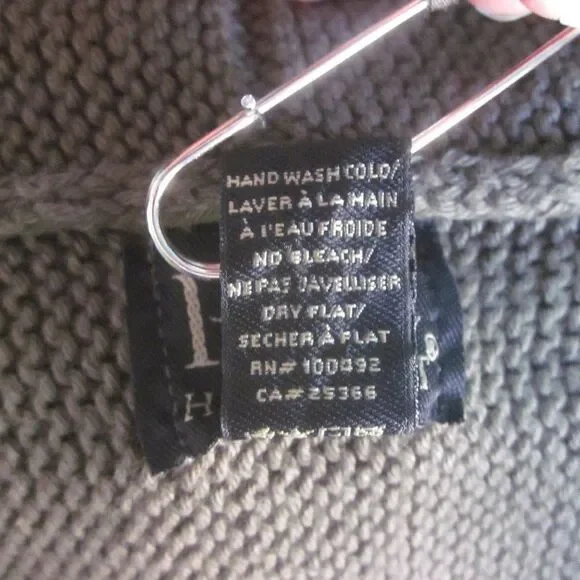 HAND WASH COLD/
LAVER À LA MAIN
À L'EAU FROIDE
NO BLEACH/
NE PAS JAVELLISER
DRY FLAT/
SECHER À PLAT
RN# 100492
CA# 25366
H